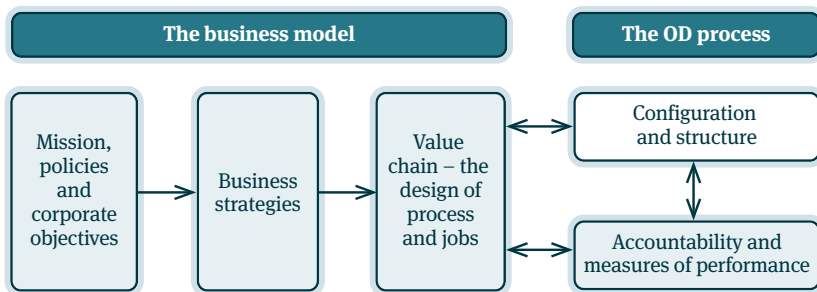 The business model
The OD process
Mission,
policies
and
corporate
objectives
Business
strategies
Value
chain – the
design of
process
and jobs
Configuration
and structure
Accountability and
measures of performance